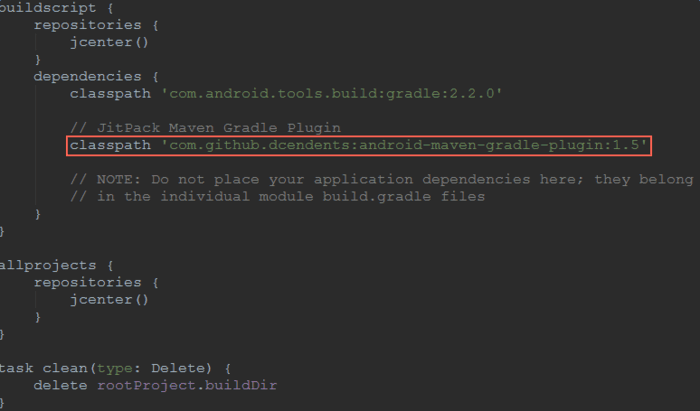 buildscript {
repositories {
jcenter()
}
dependencies {
classpath 'com.android.tools.build:gradle:2.2.0'
// JitPack Maven Gradle Plugin
classpath 'com.github.dcendents:android-maven-gradle-plugin:1.5'
// NOTE: Do not place your application dependencies here; they belong
// in the individual module build.gradle files
}
}
allprojects {
repositories {
jcenter()
}
}
task clean(type: Delete) {
delete rootProject.buildDir
}